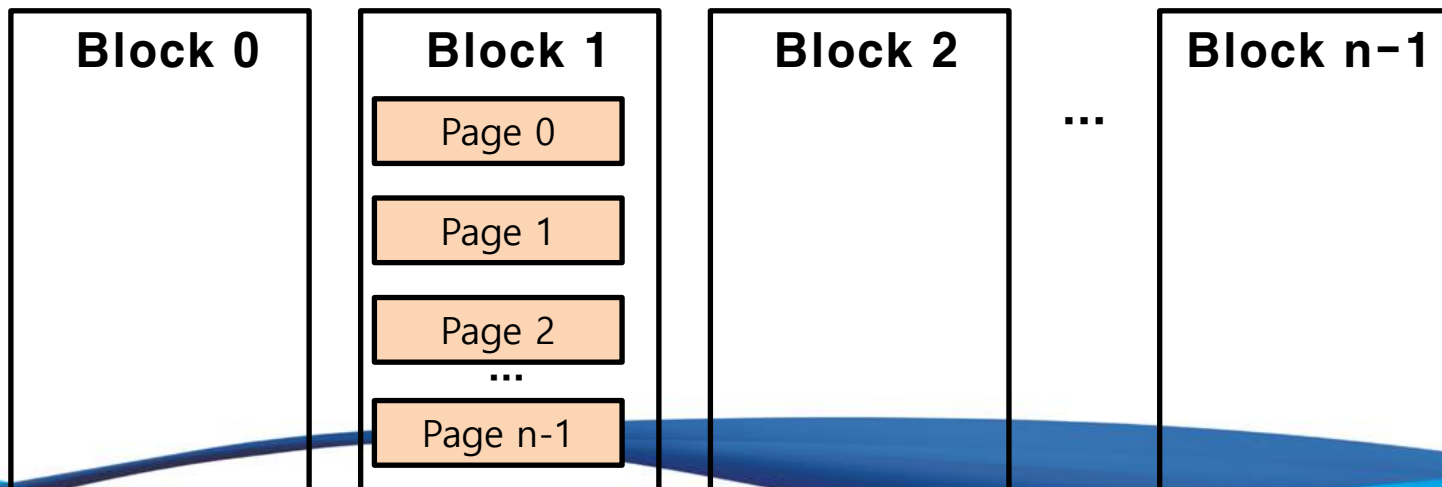 Block 0
Block 1
Block 2
...
Block n-1
Page 0
Page 1
Page 2
...
Page n-1